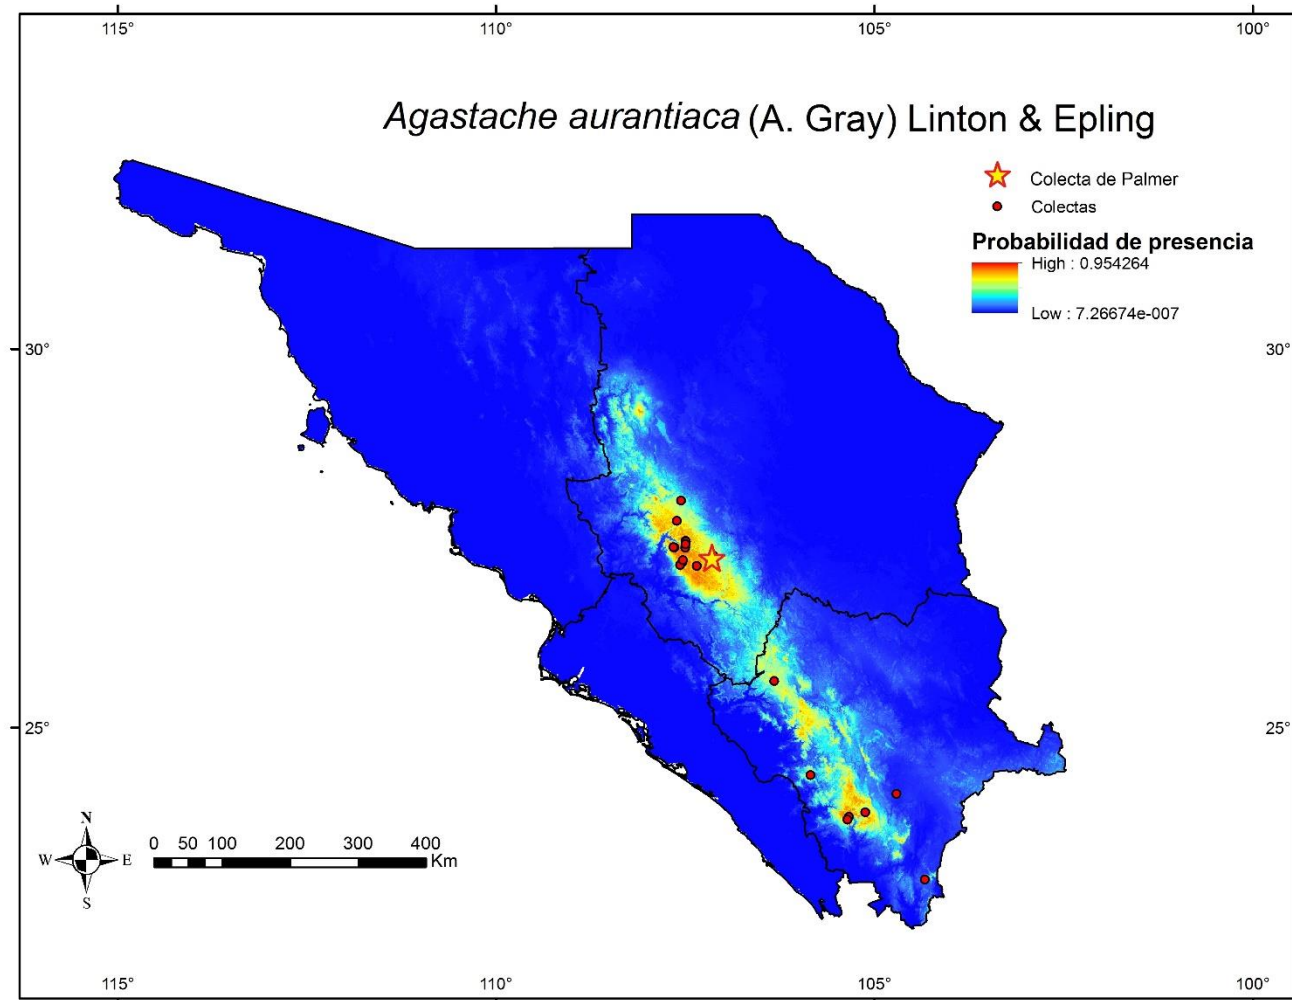 115° 110° 105° 100°
Agastache aurantiaca (A. Gray) Linton & Epling
Colecta de Palmer
Colectas
Probabilidad de presencia
High : 0.954264
Low : 7.26674e-007
30° 30°
25° 25°
N
W E
S
0 50 100 200 300 400
Km
115° 110° 105° 100°